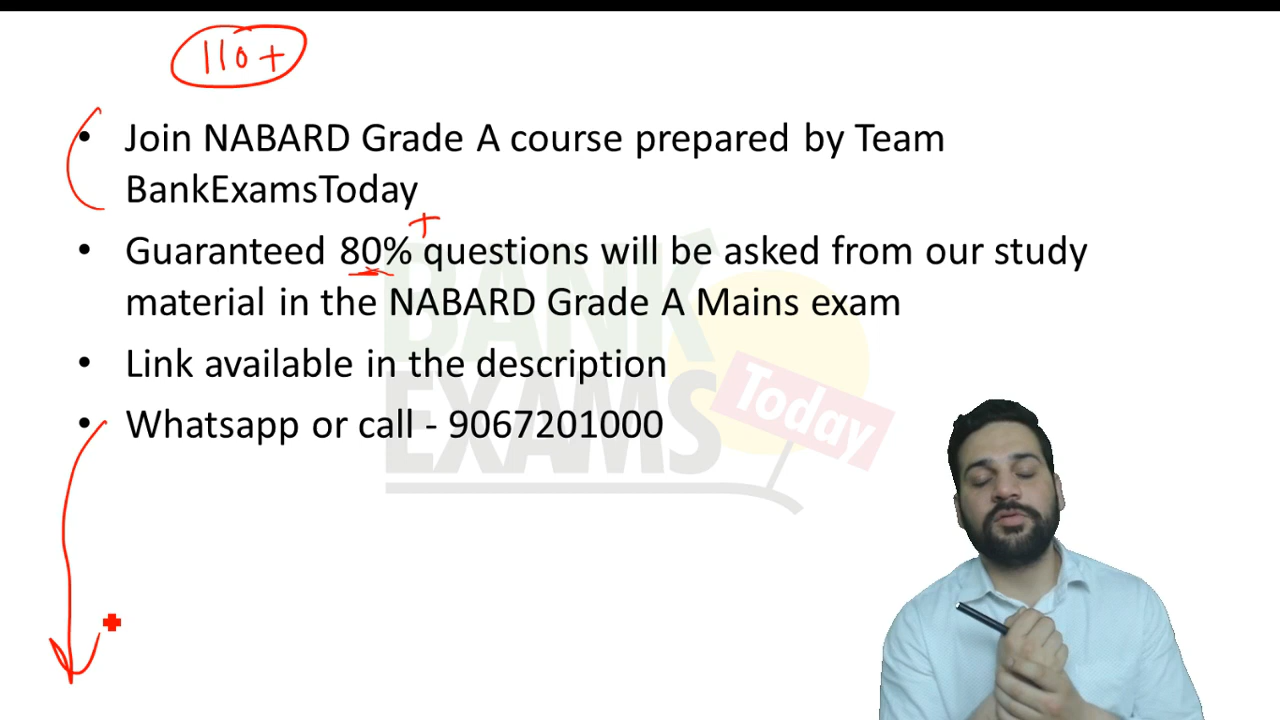 110+
• Join NABARD Grade A course prepared by Team
BankExamsToday
+
• Guaranteed 80% questions will be asked from our study
material in the NABARD Grade A Mains exam
• Link available in the description
• Whatsapp or call - 9067201000
BANK
EXAMS
Today